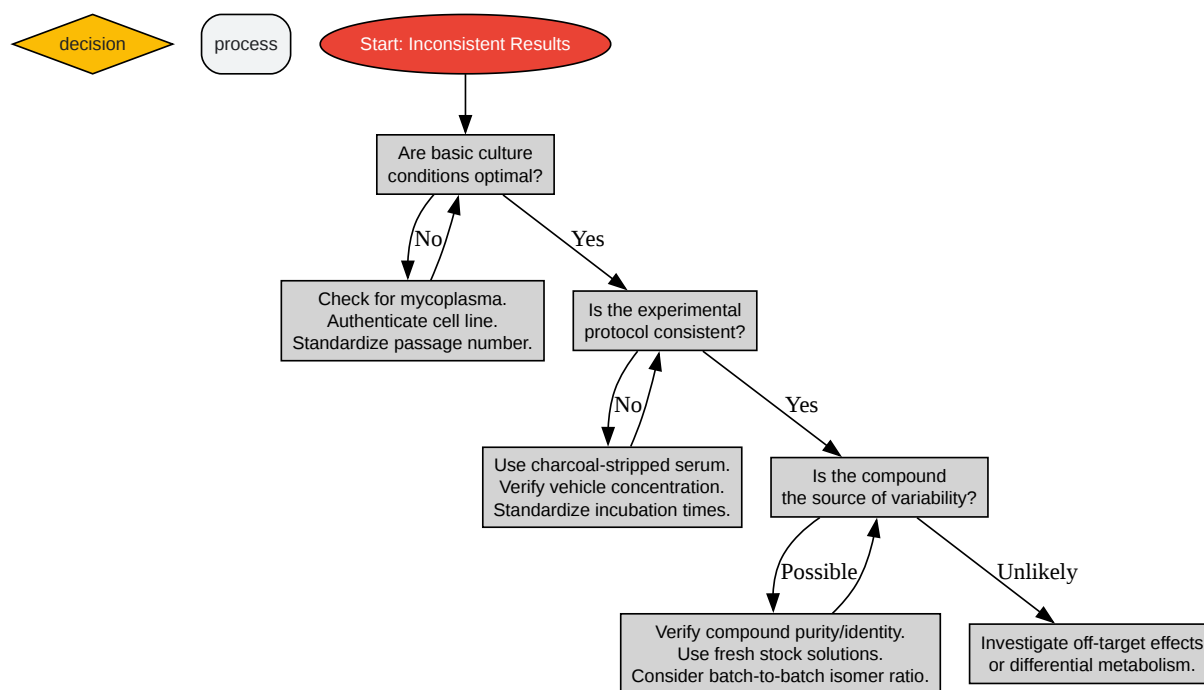 decision
process
Start: Inconsistent Results
Are basic culture
conditions optimal?
No
Yes
Check for mycoplasma.
Authenticate cell line.
Standardize passage number.
Is the experimental
protocol consistent?
No
Yes
Use charcoal-stripped serum.
Verify vehicle concentration.
Standardize incubation times.
Is the compound
the source of variability?
Possible
Unlikely
Verify compound purity/identity.
Use fresh stock solutions.
Consider batch-to-batch isomer ratio.
Investigate off-target effects
or differential metabolism.